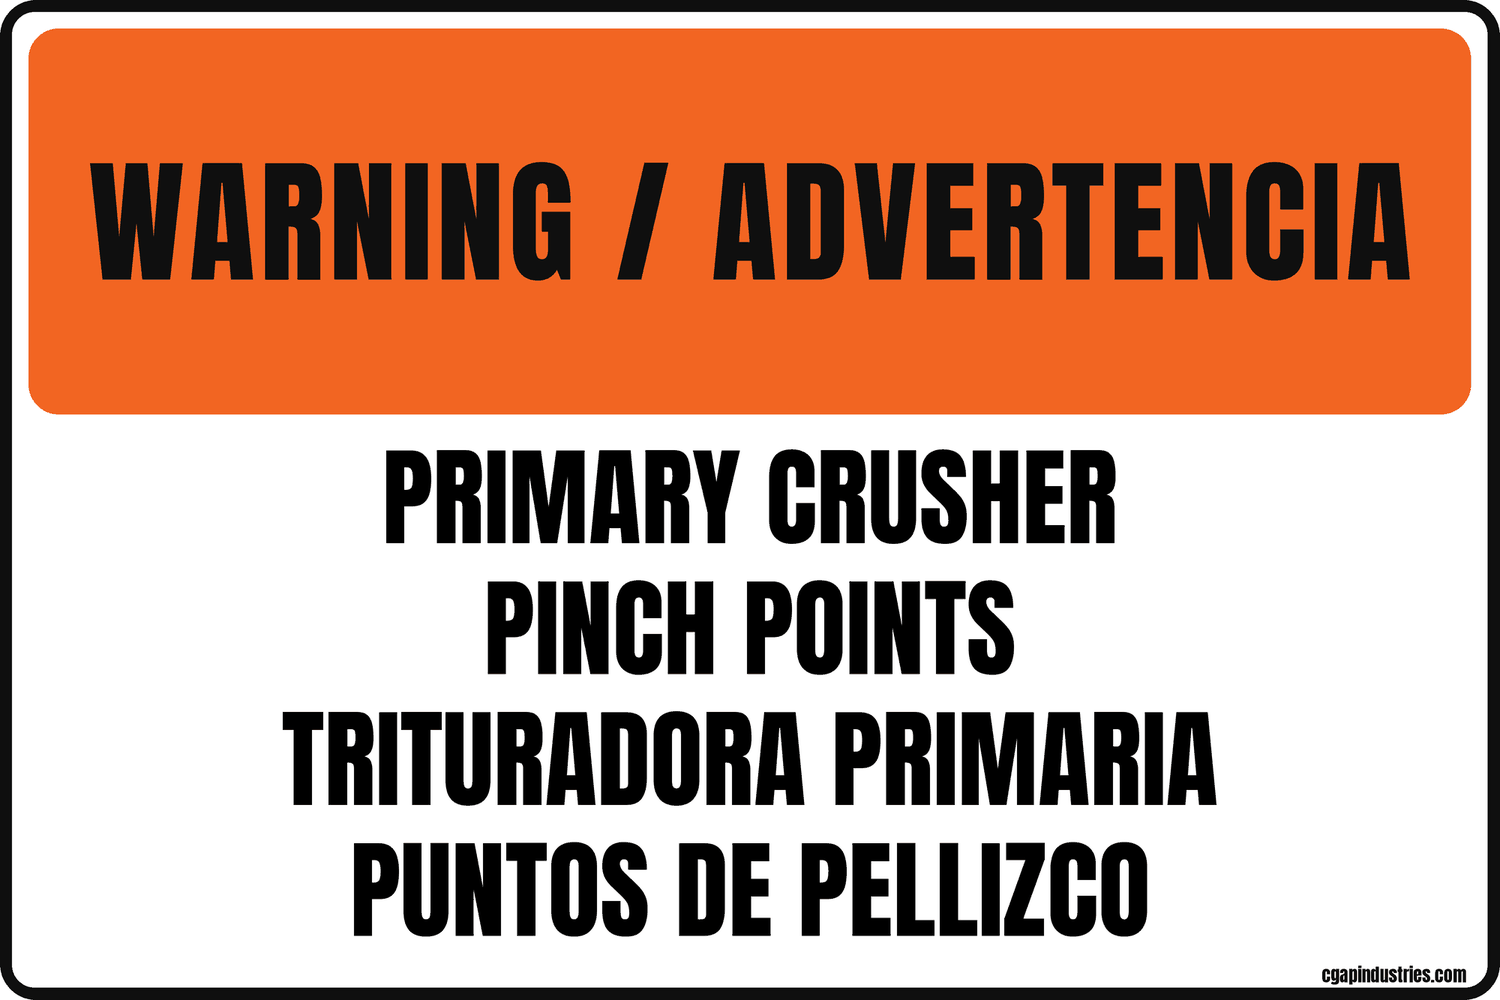 WARNING / ADVERTENCIA
PRIMARY CRUSHER
PINCH POINTS
TRITURADORA PRIMARIA
PUNTOS DE PELLIZCO
cgapindustries.com